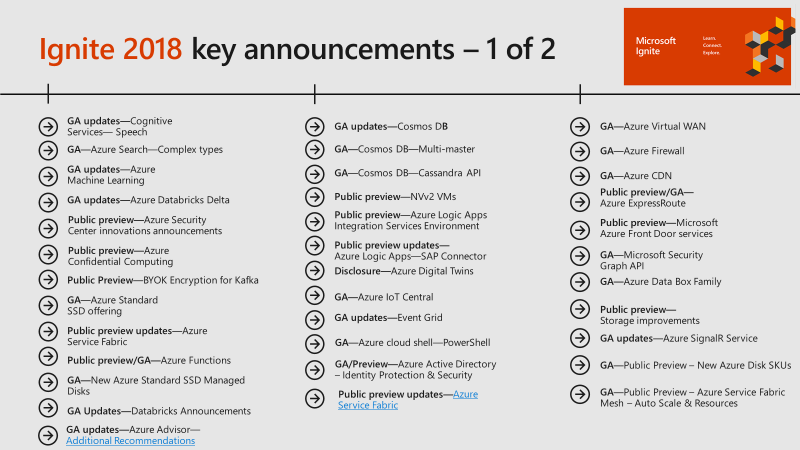 Ignite 2018 key announcements – 1 of 2
Microsoft
Ignite
Learn.
Connect.
Explore.
GA updates—Cognitive
Services— Speech
GA—Azure Search—Complex types
GA updates—Azure
Machine Learning
GA updates—Azure Databricks Delta
Public preview—Azure Security
Center innovations announcements
Public preview—Azure
Confidential Computing
Public Preview—BYOK Encryption for Kafka
GA—Azure Standard
SSD offering
Public preview updates—Azure
Service Fabric
Public preview/GA—Azure Functions
GA—New Azure Standard SSD Managed
Disks
GA Updates—Databricks Announcements
GA updates—Azure Advisor—
Additional Recommendations
GA updates—Cosmos DB
GA—Cosmos DB—Multi-master
GA—Cosmos DB—Cassandra API
Public preview—NVv2 VMs
Public preview—Azure Logic Apps
Integration Services Environment
Public preview updates—
Azure Logic Apps—SAP Connector
Disclosure—Azure Digital Twins
GA—Azure IoT Central
GA updates—Event Grid
GA—Azure cloud shell—PowerShell
GA/Preview—Azure Active Directory
– Identity Protection & Security
Public preview updates—Azure
Service Fabric
GA—Azure Virtual WAN
GA—Azure Firewall
GA—Azure CDN
Public preview/GA—
Azure ExpressRoute
Public preview—Microsoft
Azure Front Door services
GA—Microsoft Security
Graph API
GA—Azure Data Box Family
Public preview—
Storage improvements
GA updates—Azure SignalR Service
GA—Public Preview – New Azure Disk SKUs
GA—Public Preview – Azure Service Fabric
Mesh – Auto Scale & Resources